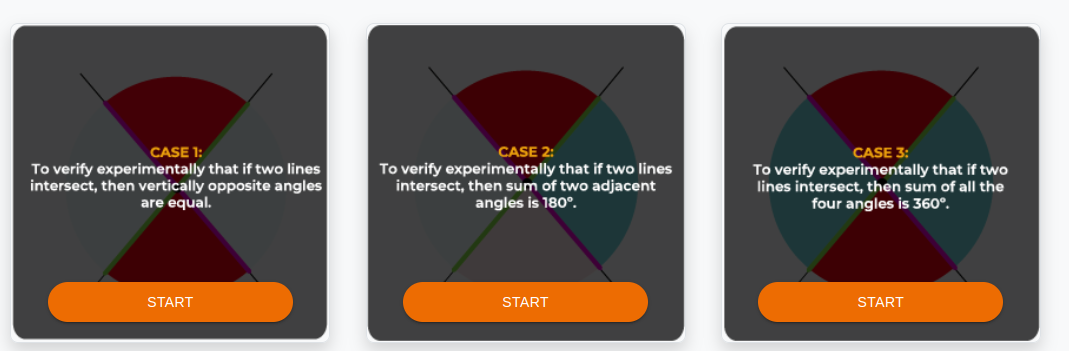 CASE 1:
To verify experimentally that if two lines
intersect, then vertically opposite angles
are equal.
START
CASE 2:
To verify experimentally that if two lines
intersect, then sum of two adjacent
angles is 180°.
START
CASE 3:
To verify experimentally that if two
lines intersect, then sum of all the
four angles is 360°.
START